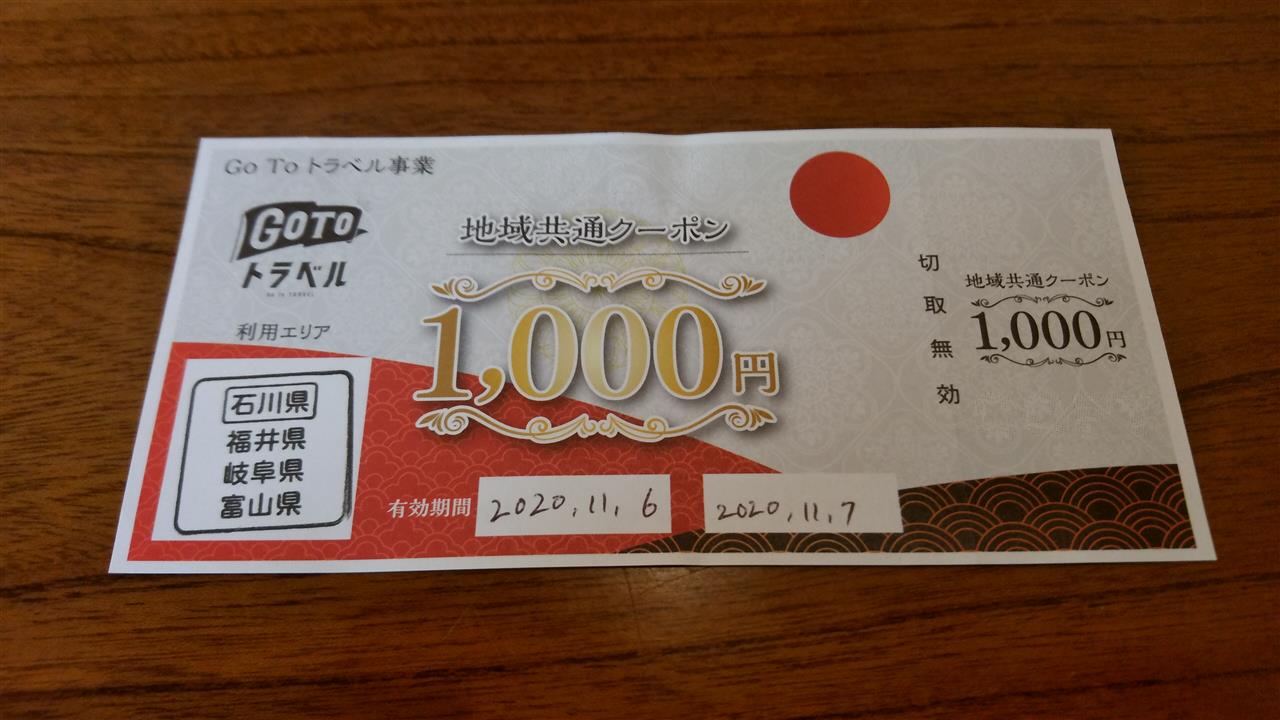 Go To トラベル事業
GOTO
トラベル
Go To TRAVEL
利用エリア
石川県
福井県
岐阜県
富山県
地域共通クーポン
1,000円
有効期間
2020.11.6
2020.11.7
切取無効
地域共通クーポン
1,000円